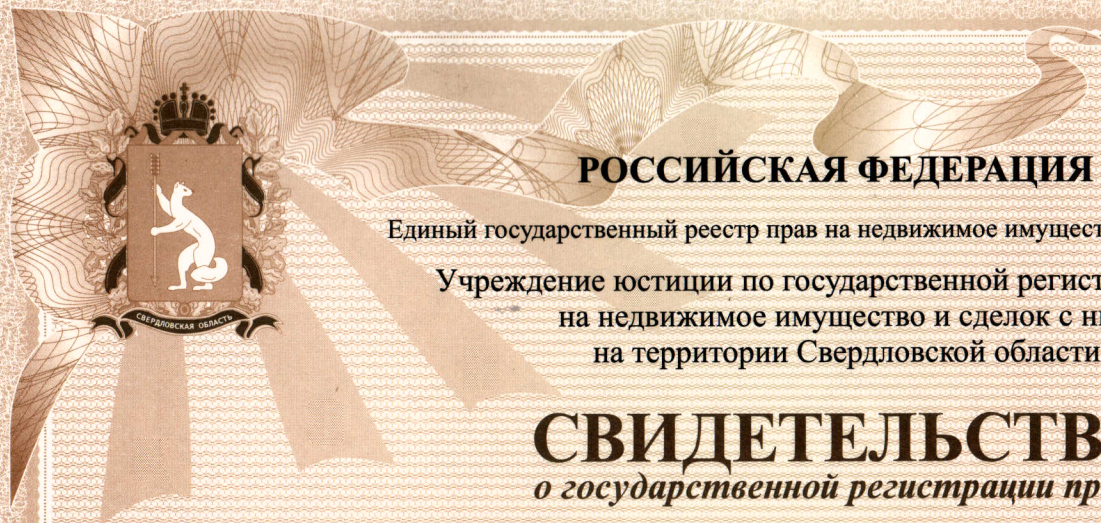 РОССИЙСКАЯ ФЕДЕРАЦИЯ
Единый государственный реестр прав на недвижимое имущест
Учреждение юстиции по государственной регист
на недвижимое имущество и сделок с н
на территории Свердловской области
СВЕРДЛОВСКАЯ ОБЛАСТЬ
СВИДЕТЕЛЬСТВ
о государственной регистрации пр